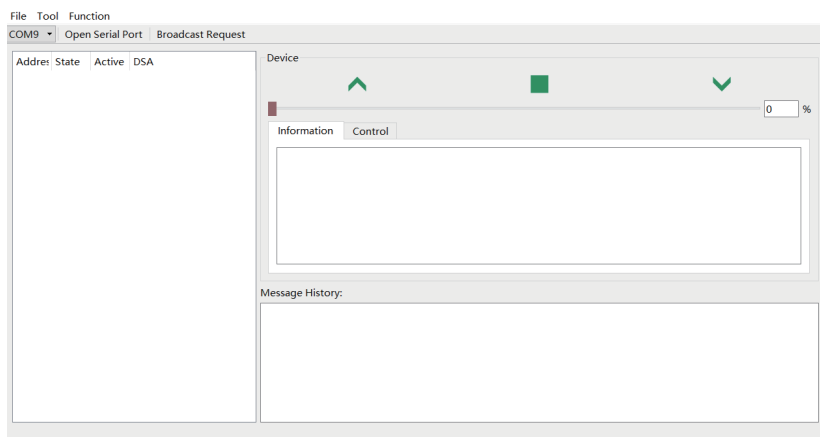 File Tool Function
COM9 Open Serial Port Broadcast Request
Addres State Active DSA
Device
0 %
Information Control
Message History: